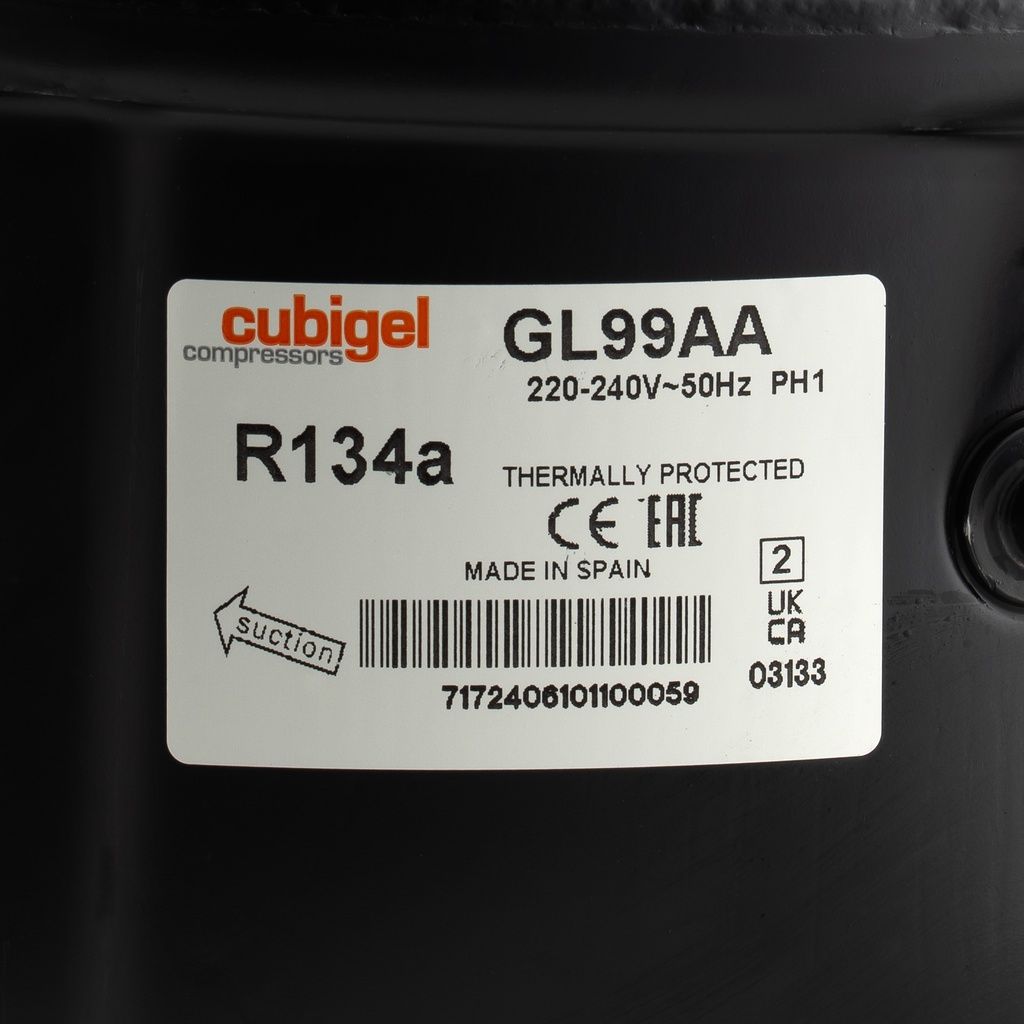 cubigel
compressors
GL99AA
220-240V~50Hz PH1
R134a
THERMALLY PROTECTED
CE EAC
MADE IN SPAIN
2
UK
CA
suction
03133
7172406101100059